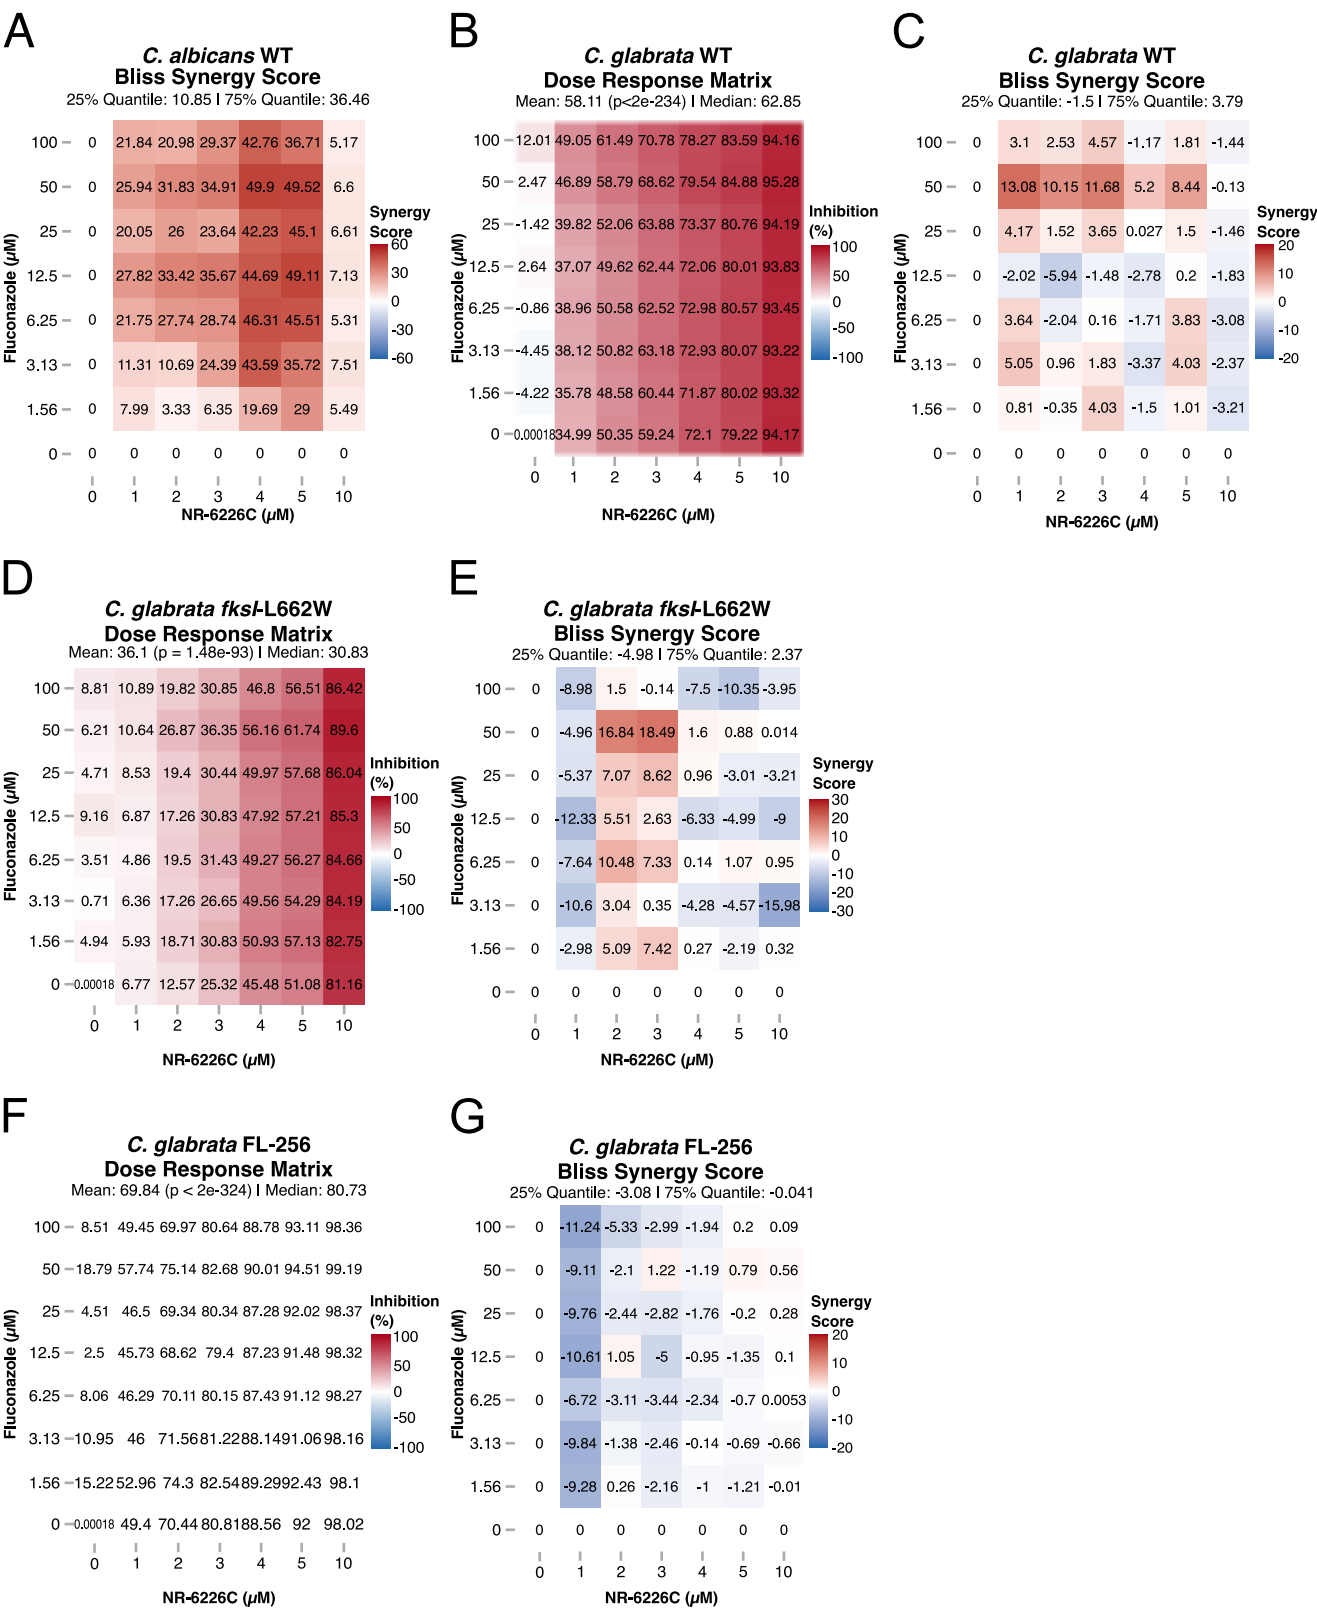 A
C. albicans WT
Bliss Synergy Score
25% Quantile: 10.85 I 75% Quantile: 36.46
Fluconazole (µM)
100 0 21.84 20.98 29.37 42.76 36.71 5.17
50 0 25.94 31.83 34.91 49.9 49.52 6.6
25 0 20.05 26 23.64 42.23 45.1 6.61
12.5 0 27.82 33.42 35.67 44.69 49.11 7.13
6.25 0 21.75 27.74 28.74 46.31 45.51 5.31
3.13 0 11.31 10.69 24.39 43.59 35.72 7.51
1.56 0 7.99 3.33 6.35 19.69 29 5.49
0 0 0 0 0 0 0 0
0 1 2 3 4 5 10
NR-6226C (µM)
Synergy
Score
60
30
0
-30
-60
B
C. glabrata WT
Dose Response Matrix
Mean: 58.11 (p<2e-234) I Median: 62.85
Fluconazole (µM)
100 12.01 49.05 61.49 70.78 78.27 83.59 94.16
50 2.47 46.89 58.79 68.62 79.54 84.88 95.28
25 -1.42 39.82 52.06 63.88 73.37 80.76 94.19
12.5 2.64 37.07 49.62 62.44 72.06 80.01 93.83
6.25 -0.86 38.96 50.58 62.52 72.98 80.57 93.45
3.13 -4.45 38.12 50.82 63.18 72.93 80.07 93.22
1.56 -4.22 35.78 48.58 60.44 71.87 80.02 93.32
0 0.00018 34.99 50.35 59.24 72.1 79.22 94.17
0 1 2 3 4 5 10
NR-6226C (µM)
Inhibition
(%)
100
50
0
-50
-100
C
C. glabrata WT
Bliss Synergy Score
25% Quantile: -1.5 I 75% Quantile: 3.79
Fluconazole (µM)
100 0 3.1 2.53 4.57 -1.17 1.81 -1.44
50 0 13.08 10.15 11.68 5.2 8.44 -0.13
25 0 4.17 1.52 3.65 0.027 1.5 -1.46
12.5 0 -2.02 -5.94 -1.48 -2.78 0.2 -1.83
6.25 0 3.64 -2.04 0.16 -1.71 3.83 -3.08
3.13 0 5.05 0.96 1.83 -3.37 4.03 -2.37
1.56 0 0.81 -0.35 4.03 -1.5 1.01 -3.21
0 0 0 0 0 0 0 0
0 1 2 3 4 5 10
NR-6226C (µM)
Synergy
Score
20
10
0
-10
-20
D
C. glabrata fksI-L662W
Dose Response Matrix
Mean: 36.1 (p = 1.48e-93) I Median: 30.83
Fluconazole (µM)
100 8.81 10.89 19.82 30.85 46.8 56.51 86.42
50 6.21 10.64 26.87 36.35 56.16 61.74 89.6
25 4.71 8.53 19.4 30.44 49.97 57.68 86.04
12.5 9.16 6.87 17.26 30.83 47.92 57.21 85.3
6.25 3.51 4.86 19.5 31.43 49.27 56.27 84.66
3.13 0.71 6.36 17.26 26.65 49.56 54.29 84.19
1.56 4.94 5.93 18.71 30.83 50.93 57.13 82.75
0 0.00018 6.77 12.57 25.32 45.48 51.08 81.16
0 1 2 3 4 5 10
NR-6226C (µM)
Inhibition
(%)
100
50
0
-50
-100
E
C. glabrata fksI-L662W
Bliss Synergy Score
25% Quantile: -4.98 I 75% Quantile: 2.37
Fluconazole (µM)
100 0 -8.98 1.5 -0.14 -7.5 -10.35 -3.95
50 0 -4.96 16.84 18.49 1.6 0.88 0.014
25 0 -5.37 7.07 8.62 0.96 -3.01 -3.21
12.5 0 -12.33 5.51 2.63 -6.33 -4.99 -9
6.25 0 -7.64 10.48 7.33 0.14 1.07 0.95
3.13 0 -10.6 3.04 0.35 -4.28 -4.57 -15.98
1.56 0 -2.98 5.09 7.42 0.27 -2.19 0.32
0 0 0 0 0 0 0 0
0 1 2 3 4 5 10
NR-6226C (µM)
Synergy
Score
30
20
10
0
-10
-20
-30
F
C. glabrata FL-256
Dose Response Matrix
Mean: 69.84 (p < 2e-324) I Median: 80.73
Fluconazole (µM)
100 8.51 49.45 69.97 80.64 88.78 93.11 98.36
50 18.79 57.74 75.14 82.68 90.01 94.51 99.19
25 4.51 46.5 69.34 80.34 87.28 92.02 98.37
12.5 2.5 45.73 68.62 79.4 87.23 91.48 98.32
6.25 8.06 46.29 70.11 80.15 87.43 91.12 98.27
3.13 10.95 46 71.56 81.22 88.14 91.06 98.16
1.56 15.22 52.96 74.3 82.54 89.29 92.43 98.1
0 0.00018 49.4 70.44 80.81 88.56 92 98.02
0 1 2 3 4 5 10
NR-6226C (µM)
Inhibition
(%)
100
50
0
-50
-100
G
C. glabrata FL-256
Bliss Synergy Score
25% Quantile: -3.08 I 75% Quantile: -0.041
Fluconazole (µM)
100 0 -11.24 -5.33 -2.99 -1.94 0.2 0.09
50 0 -9.11 -2.1 1.22 -1.19 0.79 0.56
25 0 -9.76 -2.44 -2.82 -1.76 -0.2 0.28
12.5 0 -10.61 1.05 -5 -0.95 -1.35 0.1
6.25 0 -6.72 -3.11 -3.44 -2.34 -0.7 0.0053
3.13 0 -9.84 -1.38 -2.46 -0.14 -0.69 -0.66
1.56 0 -9.28 0.26 -2.16 -1 -1.21 -0.01
0 0 0 0 0 0 0 0
0 1 2 3 4 5 10
NR-6226C (µM)
Synergy
Score
20
10
0
-10
-20